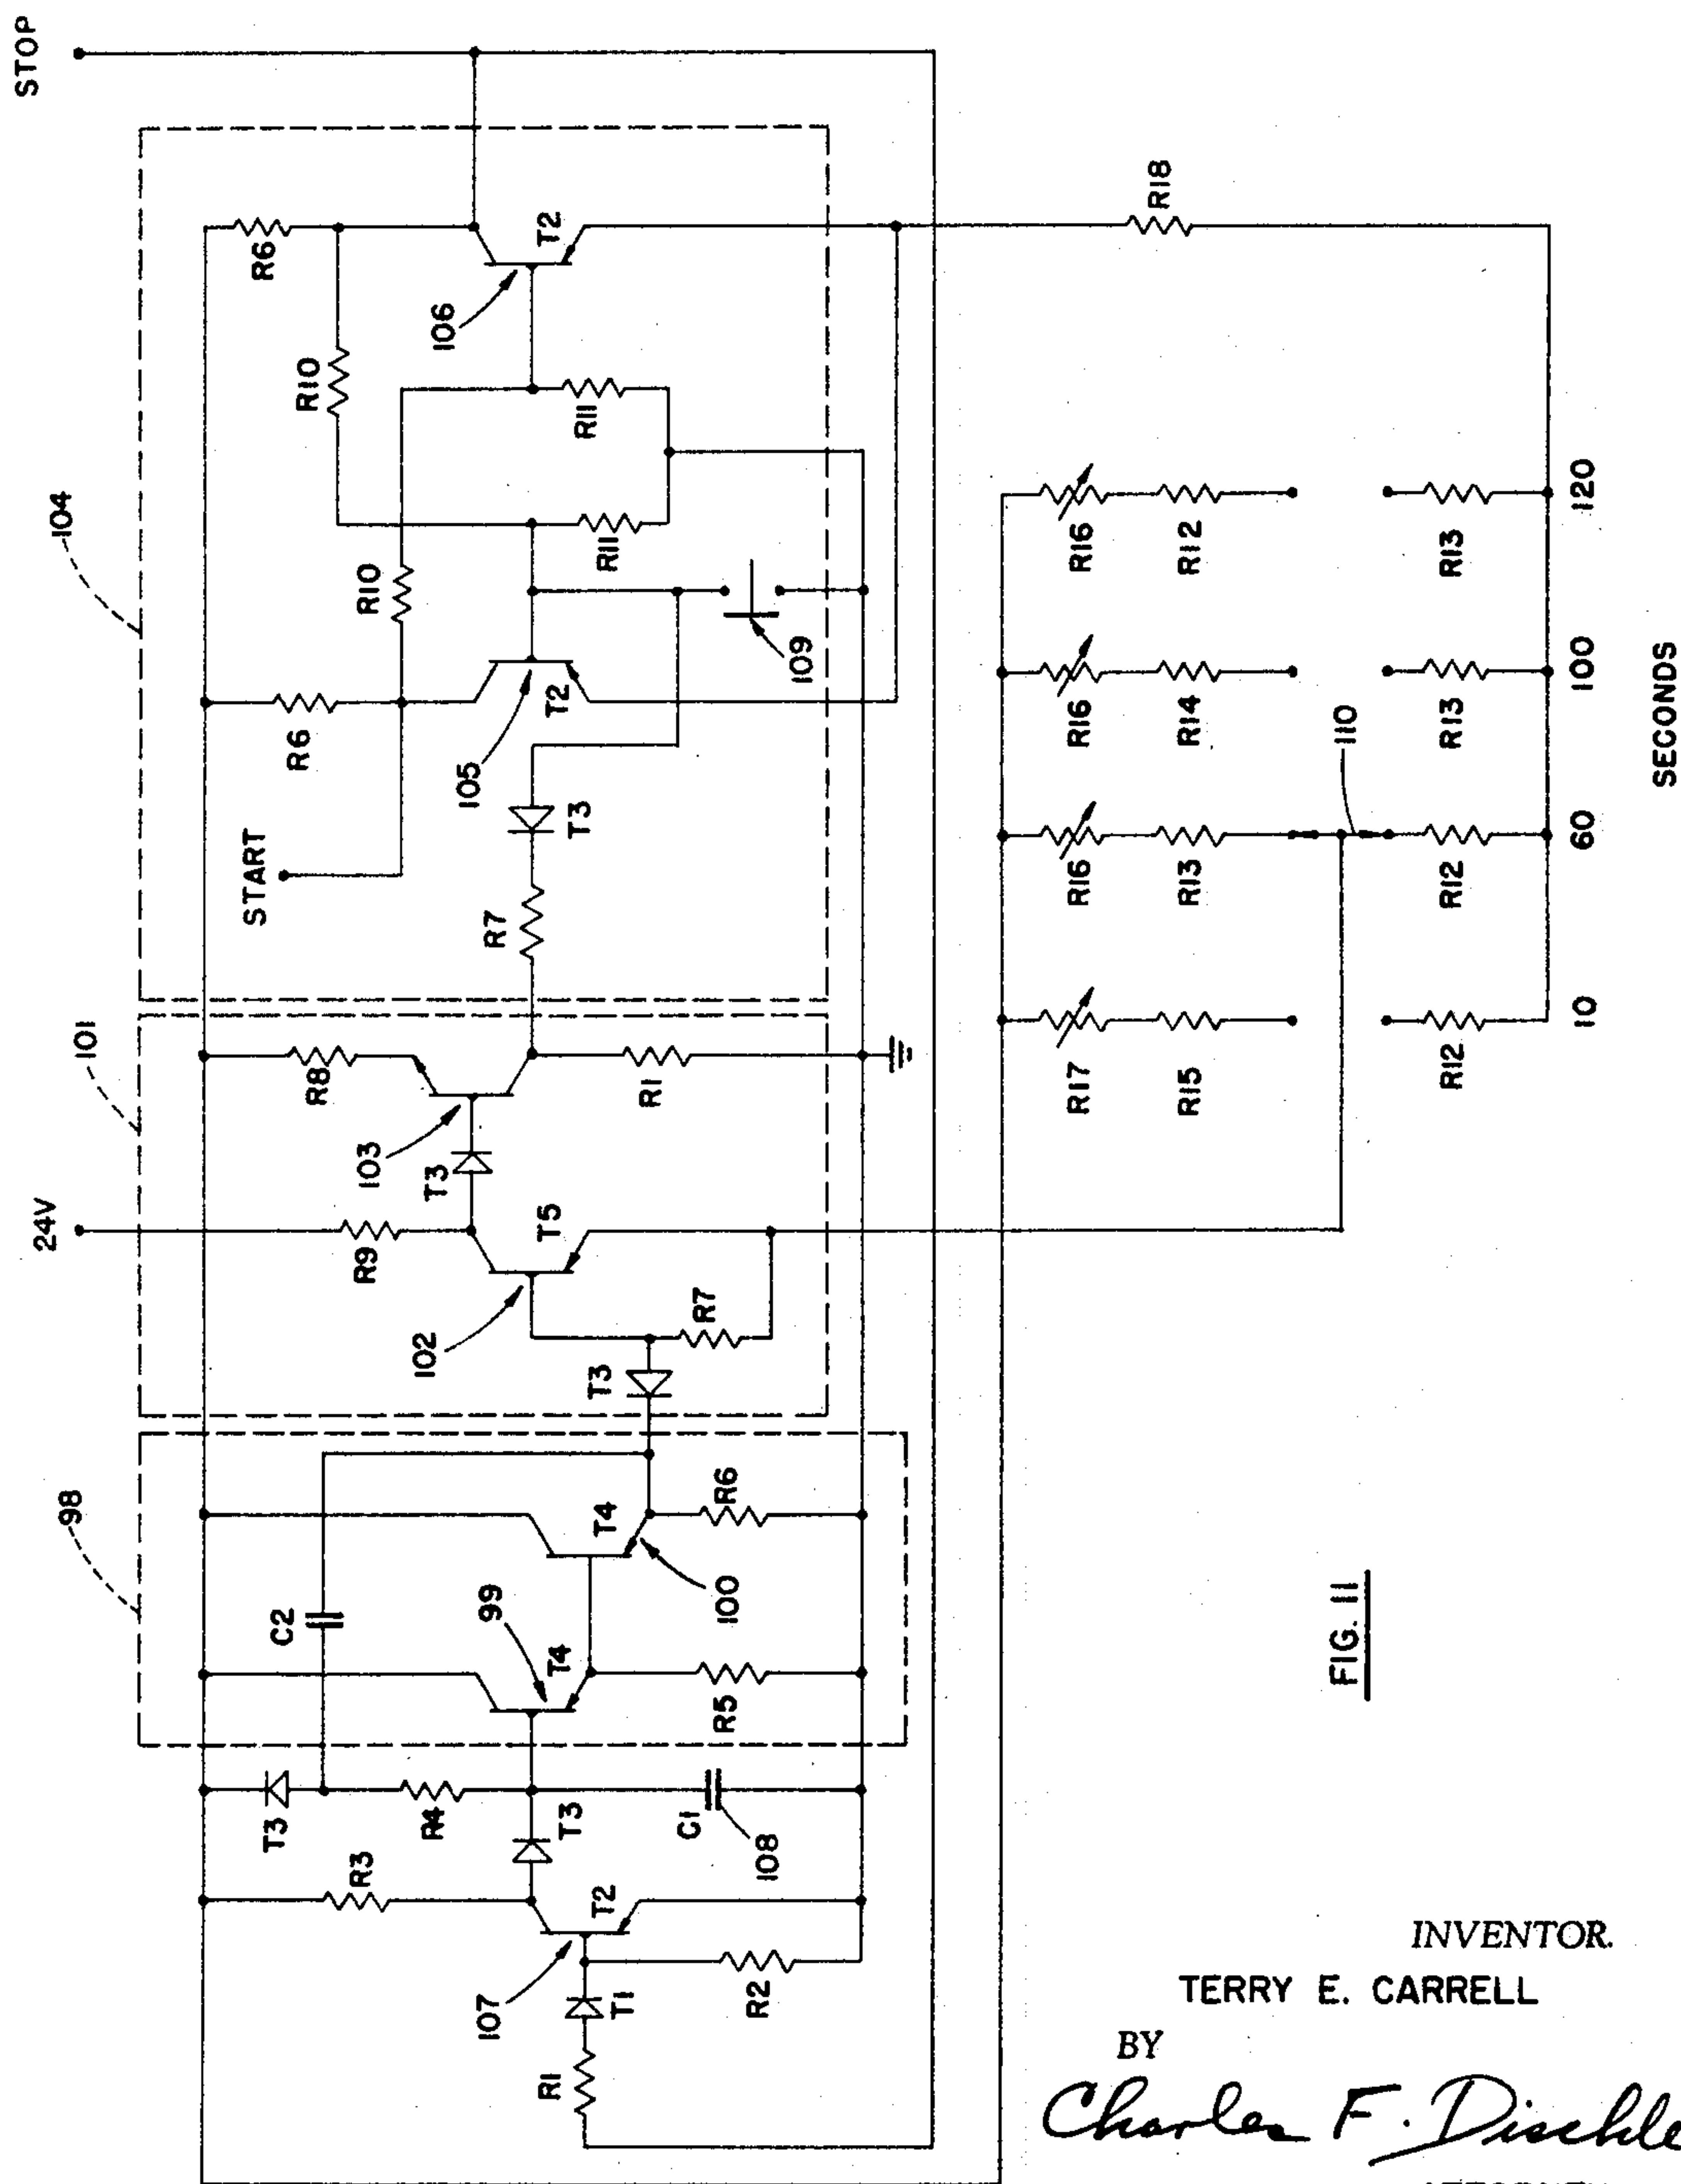 STOP
104
R6
R10
R10
106
T2
R11
R11
R6
START
105
T2
T3
R7
109
R18
101
24V
R8
103
T3
R1
R9
102
T5
R7
T3
98
C2
99
T4
T4
100
R6
R5
T3
R4
R3
T3
C1
108
107
T2
T1
R2
R1
R17
R16
R16
R16
R15
R13
R14
R12
110
R12
R12
R13
R13
10
60
100
120
SECONDS
FIG. 11
INVENTOR.
TERRY E. CARRELL
BY
Charles F. Dischle